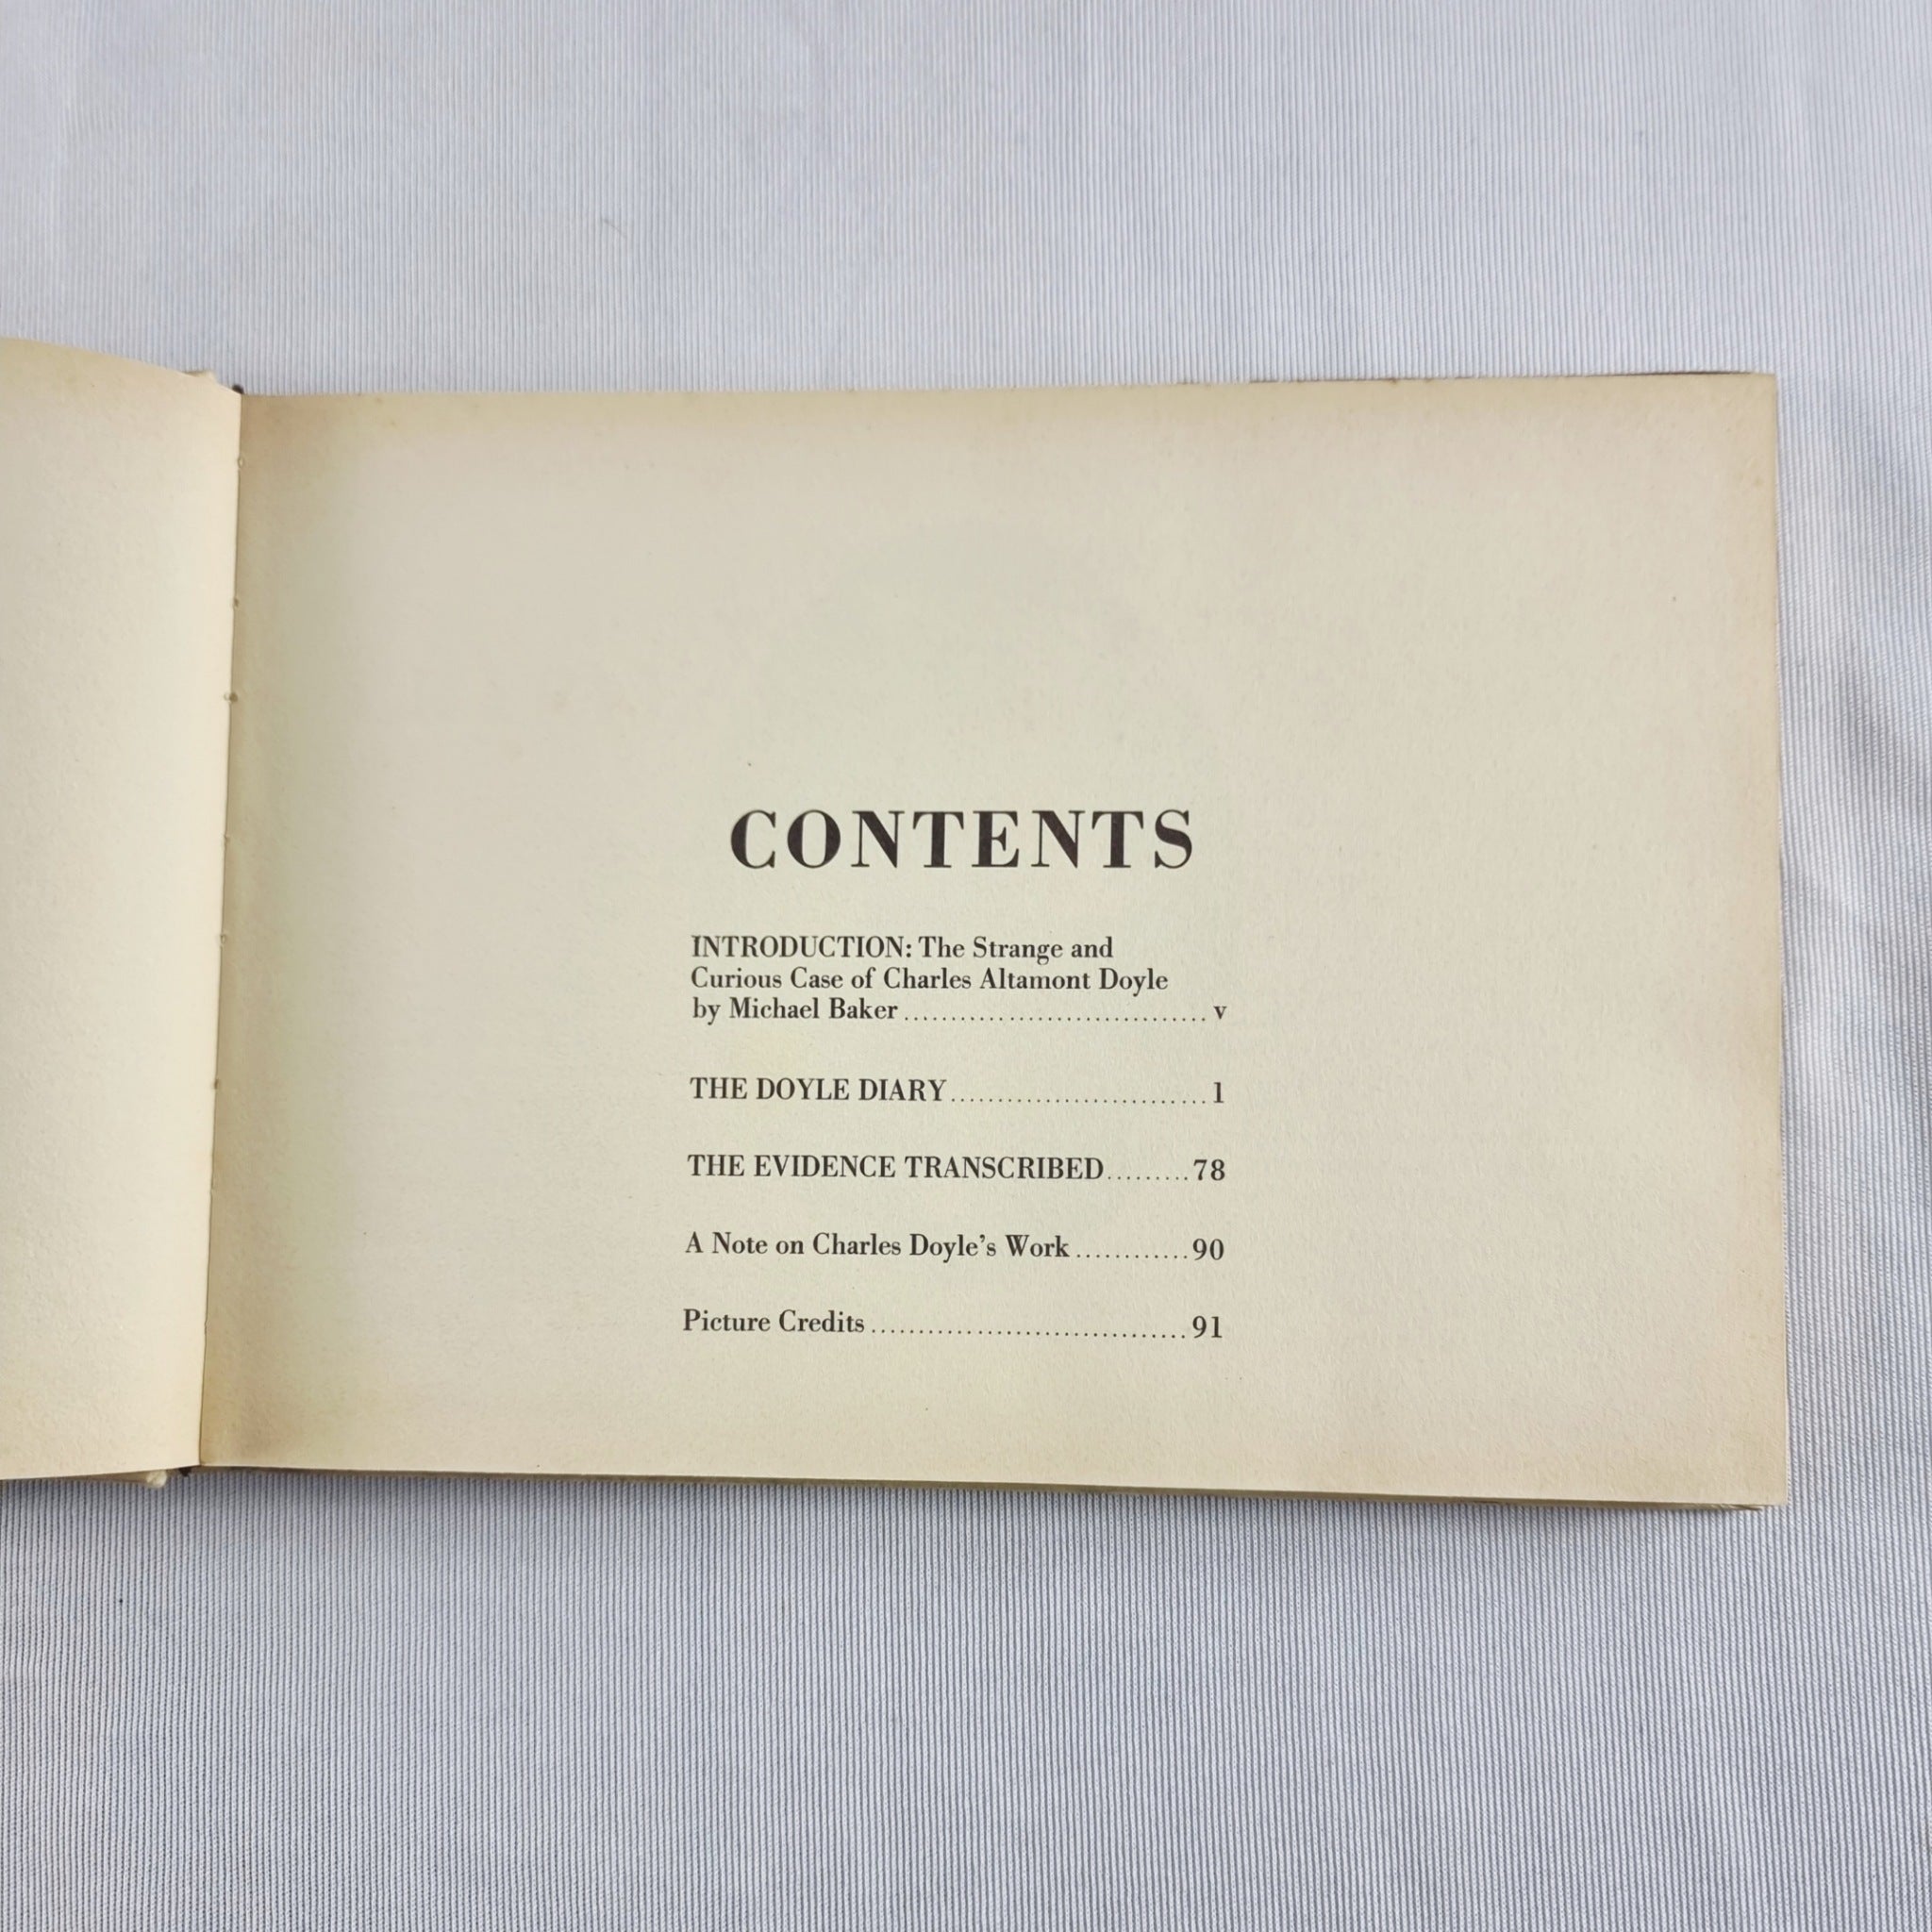 CONTENTS
INTRODUCTION: The Strange and
Curious Case of Charles Altamont Doyle
by Michael Baker ................................ v
THE DOYLE DIARY ............................ 1
THE EVIDENCE TRANSCRIBED ......... 78
A Note on Charles Doyle's Work ............ 90
Picture Credits .................................. 91